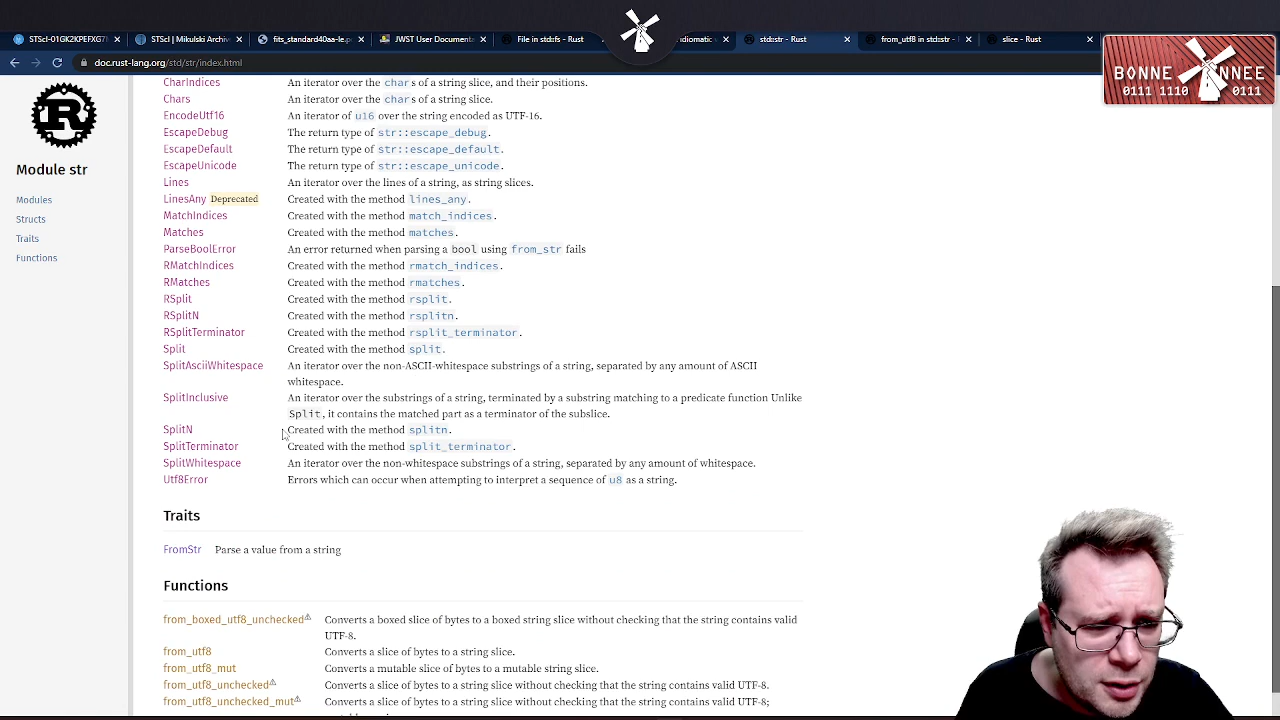 STScI-01GK2KPEFXG7
STScI | Mikulski Archiv
fits_standard40aa-le.p
JWST User Documenta
File in std::fs - Rust
idiomatic
std::str - Rust
from_utf8 in std::str -
slice - Rust
doc.rust-lang.org/std/str/index.html
BONNE ANNEE
0111 1110 0111
Module str
Modules
Structs
Traits
Functions
CharIndices An iterator over the chars of a string slice, and their positions.
Chars An iterator over the chars of a string slice.
EncodeUtf16 An iterator of u16 over the string encoded as UTF-16.
EscapeDebug The return type of str::escape_debug.
EscapeDefault The return type of str::escape_default.
EscapeUnicode The return type of str::escape_unicode.
Lines An iterator over the lines of a string, as string slices.
LinesAny Deprecated Created with the method lines_any.
MatchIndices Created with the method match_indices.
Matches Created with the method matches.
ParseBoolError An error returned when parsing a bool using from_str fails
RMatchIndices Created with the method rmatch_indices.
RMatches Created with the method rmatches.
RSplit Created with the method rsplit.
RSplitN Created with the method rsplitn.
RSplitTerminator Created with the method rsplit_terminator.
Split Created with the method split.
SplitAsciiWhitespace An iterator over the non-ASCII-whitespace substrings of a string, separated by any amount of ASCII
whitespace.
SplitInclusive An iterator over the substrings of a string, terminated by a substring matching to a predicate function Unlike
Split, it contains the matched part as a terminator of the subslice.
SplitN Created with the method splitn.
SplitTerminator Created with the method split_terminator.
SplitWhitespace An iterator over the non-whitespace substrings of a string, separated by any amount of whitespace.
Utf8Error Errors which can occur when attempting to interpret a sequence of u8 as a string.
Traits
FromStr Parse a value from a string
Functions
from_boxed_utf8_unchecked⚠ Converts a boxed slice of bytes to a boxed string slice without checking that the string contains valid
UTF-8.
from_utf8 Converts a slice of bytes to a string slice.
from_utf8_mut Converts a mutable slice of bytes to a mutable string slice.
from_utf8_unchecked⚠ Converts a slice of bytes to a string slice without checking that the string contains valid UTF-8.
from_utf8_unchecked_mut⚠ Converts a slice of bytes to a string slice without checking that the string contains valid UTF-8;